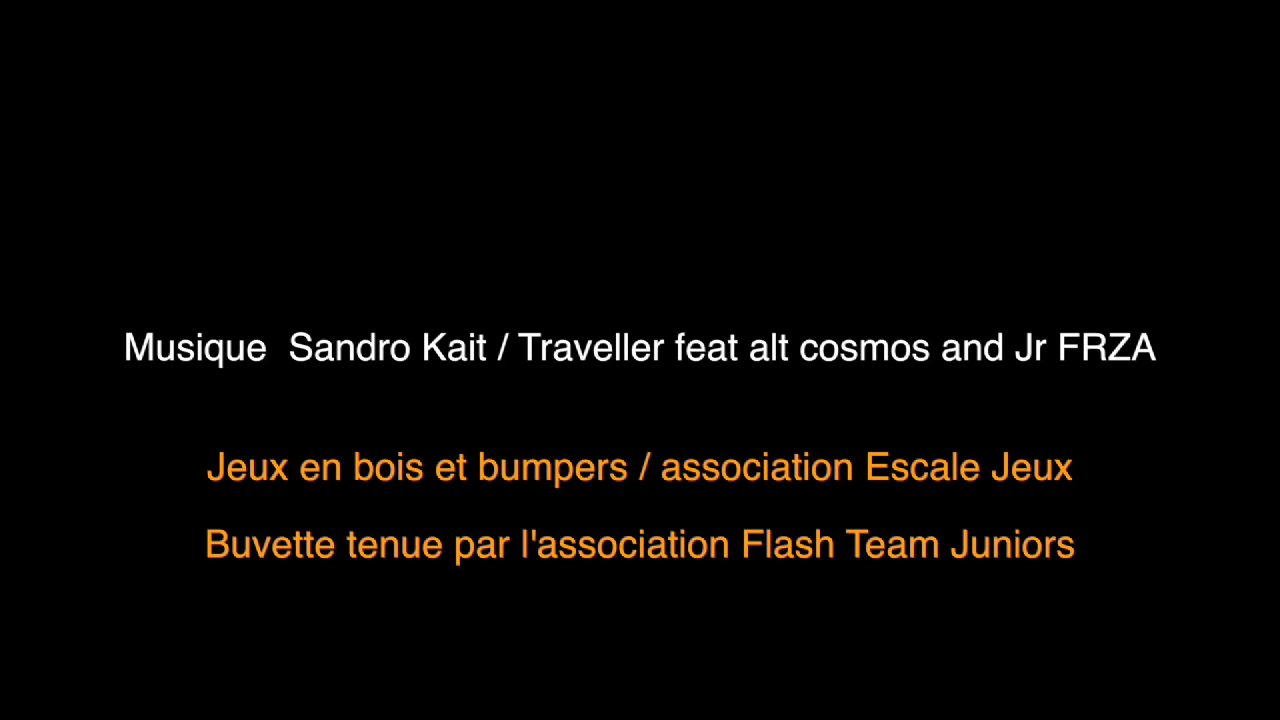 Musique  Sandro Kait / Traveller feat alt cosmos and Jr FRZA
Jeux en bois et bumpers / association Escale Jeux
Buvette tenue par l'association Flash Team Juniors